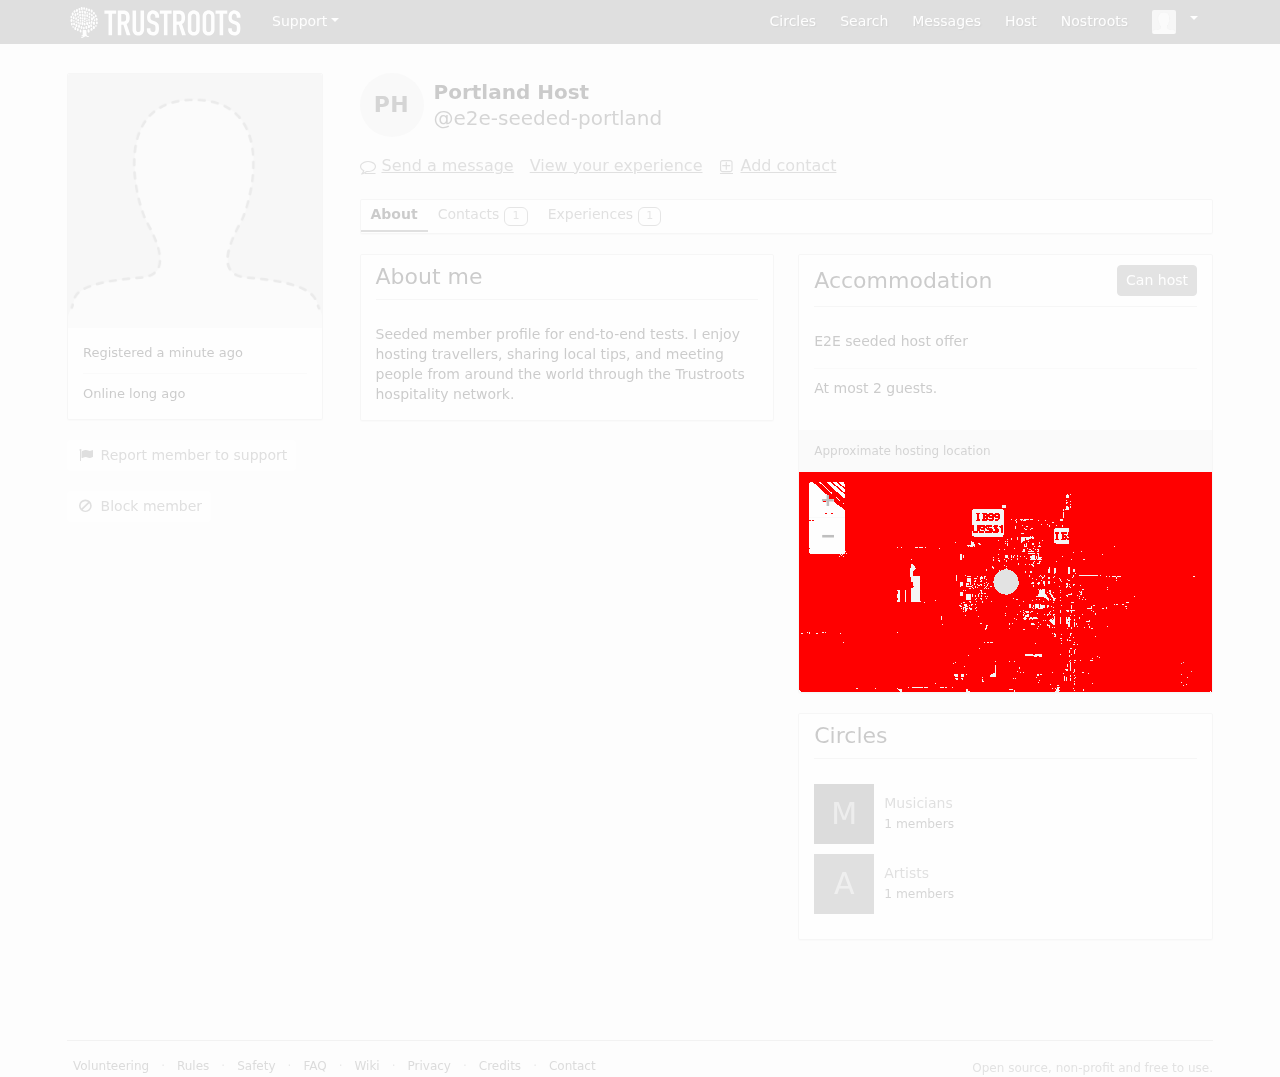 TRUSTROOTS Support Circles Search Messages Host Nostroots
PH
Portland Host
@e2e-seeded-portland
Send a message View your experience Add contact
About Contacts 1 Experiences 1
Registered a minute ago
Online long ago
Report member to support
Block member
About me
Seeded member profile for end-to-end tests. I enjoy
hosting travellers, sharing local tips, and meeting
people from around the world through the Trustroots
hospitality network.
Accommodation Can host
E2E seeded host offer
At most 2 guests.
Approximate hosting location
+
−
Circles
M
Musicians
1 members
A
Artists
1 members
Volunteering · Rules · Safety · FAQ · Wiki · Privacy · Credits · Contact
Open source, non-profit and free to use.